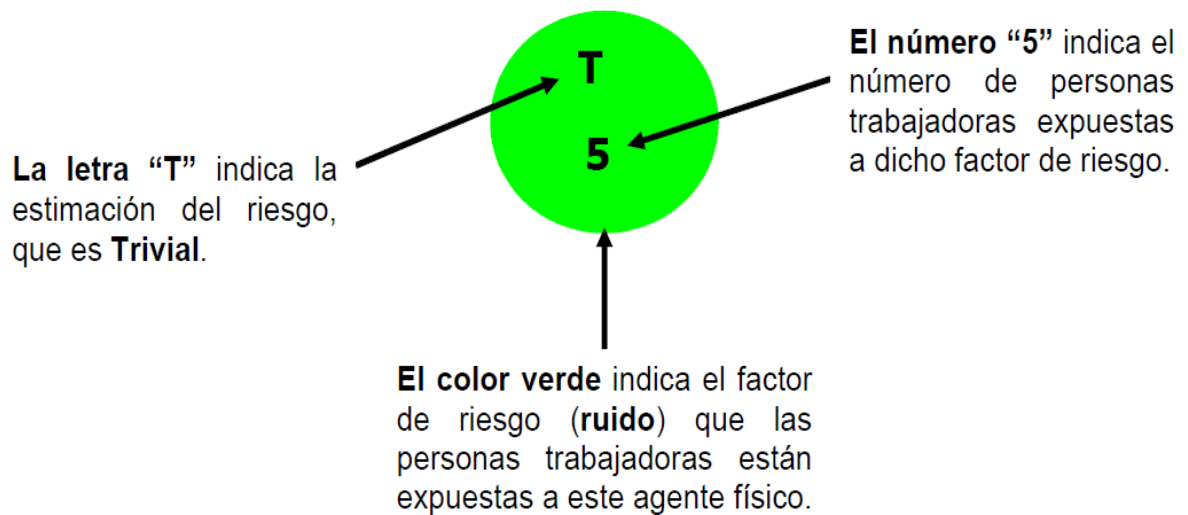 T
5
El número “5” indica el
número de personas
trabajadoras expuestas
a dicho factor de riesgo.
La letra “T” indica la
estimación del riesgo,
que es Trivial.
El color verde indica el factor
de riesgo (ruido) que las
personas trabajadoras están
expuestas a este agente físico.